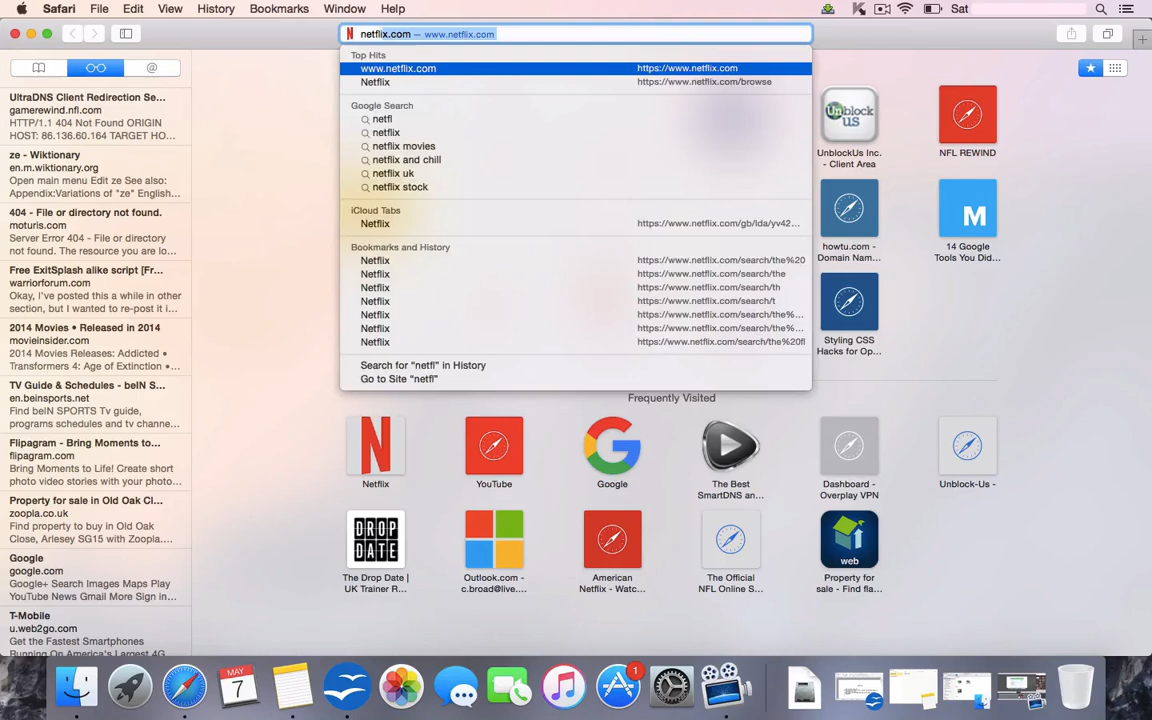 Safari File Edit View History Bookmarks Window Help Sat
netflix.com — www.netflix.com
Top Hits
www.netflix.com https://www.netflix.com
Netflix https://www.netflix.com/browse
Google Search
netfl
netflix
netflix movies
netflix and chill
netflix uk
netflix stock
iCloud Tabs
Netflix https://www.netflix.com/gb/lda/yv42...
Bookmarks and History
Netflix https://www.netflix.com/search/the%20
Netflix https://www.netflix.com/search/the
Netflix https://www.netflix.com/search/th
Netflix https://www.netflix.com/search/t
Netflix https://www.netflix.com/search/the%...
Netflix https://www.netflix.com/search/the%...
Netflix https://www.netflix.com/search/the%20fl
Search for "netfl" in History
Go to Site "netfl"
@
UltraDNS Client Redirection Se...
gamerewind.nfl.com
HTTP/1.1 404 Not Found ORIGIN
HOST: 86.136.60.164 TARGET HO...
ze - Wiktionary
en.m.wiktionary.org
Open main menu Edit ze See also:
Appendix:Variations of "ze" English...
404 - File or directory not found.
moturis.com
Server Error 404 - File or directory
not found. The resource you are lo...
Free ExitSplash alike script [Fr...
warriorforum.com
Okay, I've posted this a while in other
section, but I wanted to re-post it i...
2014 Movies • Released in 2014
movieinsider.com
2014 Movies Releases: Addicted •
Transformers 4: Age of Extinction...
TV Guide & Schedules - beIN S...
en.beinsports.net
Find beIN SPORTS Tv guide,
programs schedules and tv channe...
Flipagram - Bring Moments to...
flipagram.com
Bring Moments to Life! Create short
photo video stories with your photo...
Property for sale in Old Oak Cl...
zoopla.co.uk
Find property to buy in Old Oak
Close, Arlesey SG15 with Zoopla...
Google
google.com
Google+ Search Images Maps Play
YouTube News Gmail More Sign in...
T-Mobile
u.web2go.com
Get the Fastest Smartphones
Running On America's Largest 4G
Unblock
US
UnblockUs Inc.
- Client Area
NFL REWIND
howtu.com -
Domain Nam...
M
14 Google
Tools You Did...
Styling CSS
Hacks for Op...
Frequently Visited
N
Netflix
YouTube
G
Google
The Best
SmartDNS an...
Dashboard -
Overplay VPN
Unblock-Us -
DROP
DATE
The Drop Date |
UK Trainer R...
Outlook.com -
c.broad@live....
American
Netflix - Watc...
The Official
NFL Online S...
web
Property for
sale - Find fla...
MAY
7
1